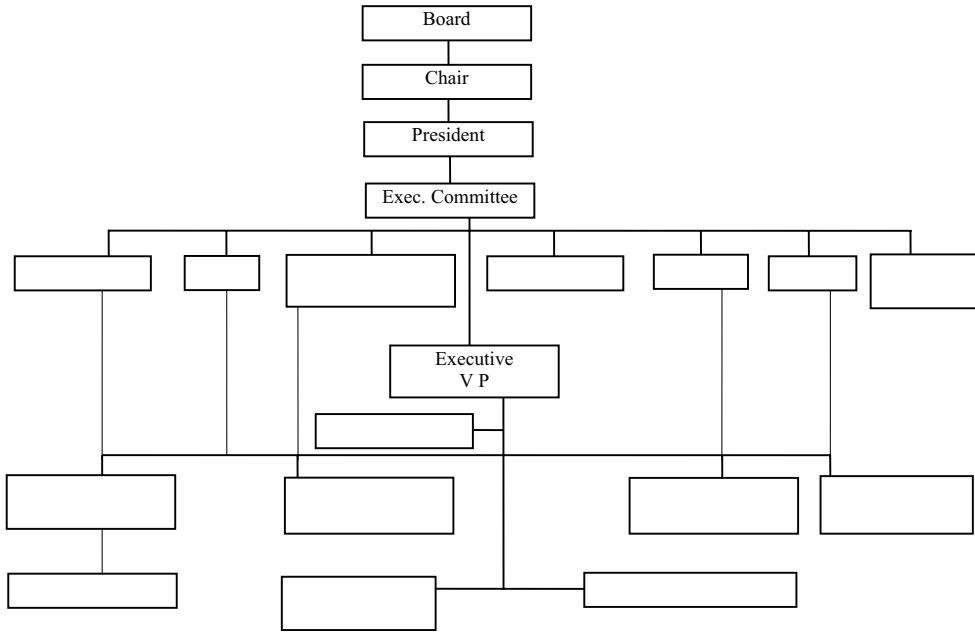 Board
Chair
President
Exec. Committee
Executive
V P